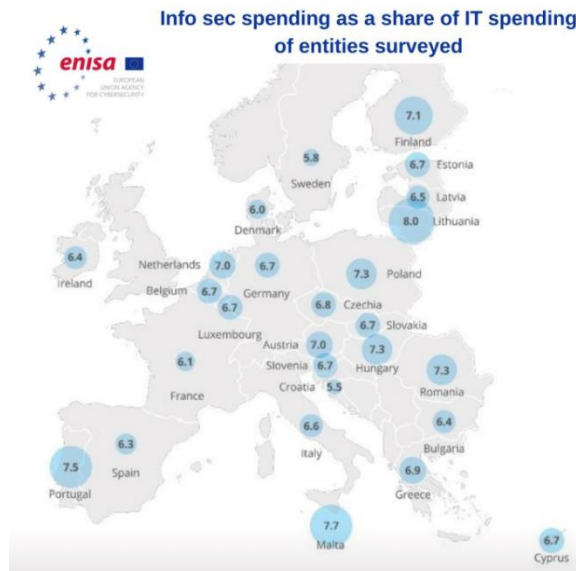 Info sec spending as a share of IT spending
of entities surveyed
enisa
EUROPEAN
UNION AGENCY
FOR CYBERSECURITY
7.1
Finland
5.8
Sweden
6.7
Estonia
6.5
Latvia
8.0
Lithuania
6.0
Denmark
6.4
Ireland
Netherlands
7.0
6.7
Germany
7.3
Poland
Belgium
6.7
6.7
Luxembourg
6.8
Czechia
6.7
Slovakia
Austria
7.0
7.3
Hungary
6.1
France
Slovenia
6.7
Croatia
5.5
7.3
Romania
6.4
Bulgaria
6.3
Spain
6.6
Italy
7.5
Portugal
6.9
Greece
7.7
Malta
6.7
Cyprus